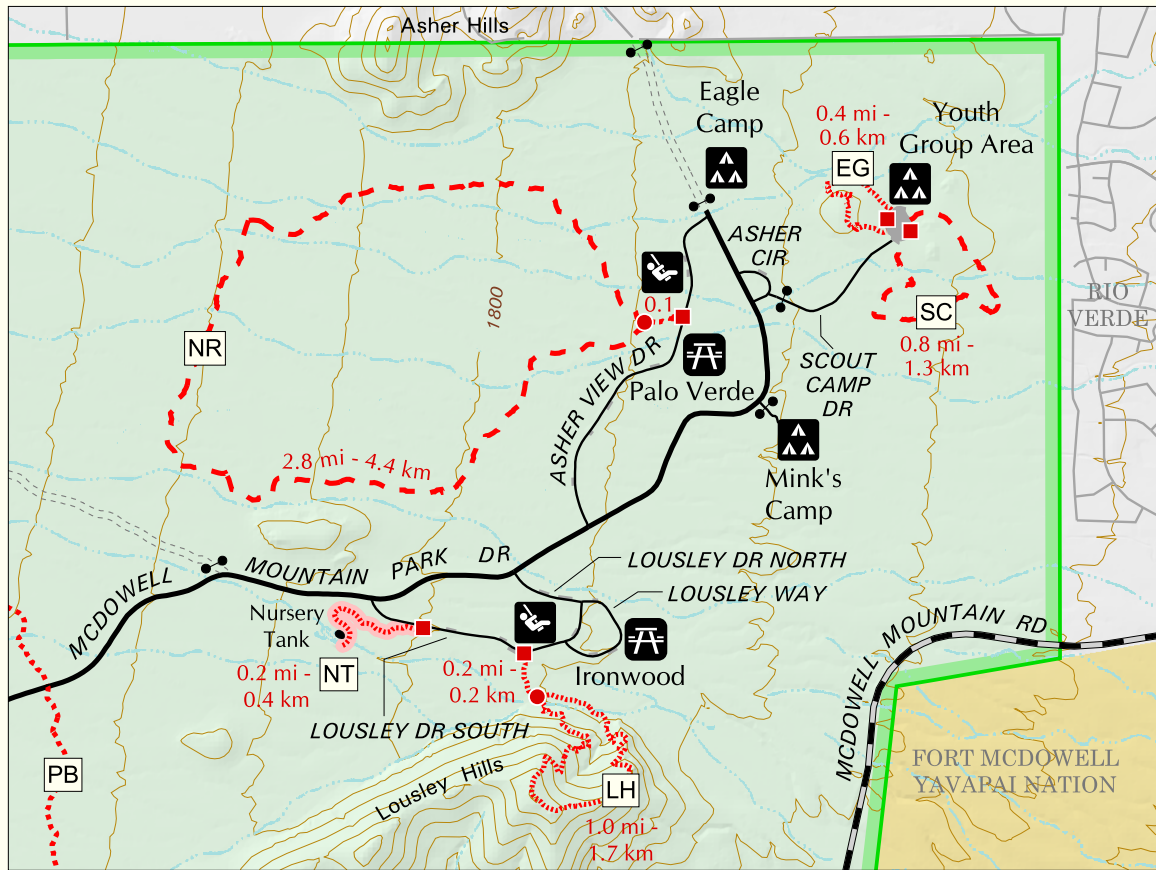 Asher Hills
Eagle
Camp
0.4 mi -
0.6 km
Youth
Group Area
EG
ASHER
CIR
1800
0.1
NR
SC
RIO
VERDE
0.8 mi -
1.3 km
SCOUT
CAMP
DR
ASHER VIEW DR
Palo Verde
2.8 mi - 4.4 km
Mink's
Camp
MCDOWELL MOUNTAIN PARK DR
LOUSLEY DR NORTH
LOUSLEY WAY
Nursery
Tank
NT
0.2 mi -
0.4 km
0.2 mi -
0.2 km
Ironwood
MCDOWELL MOUNTAIN RD
LOUSLEY DR SOUTH
Lousley Hills
PB
LH
1.0 mi -
1.7 km
FORT MCDOWELL
YAVAPAI NATION